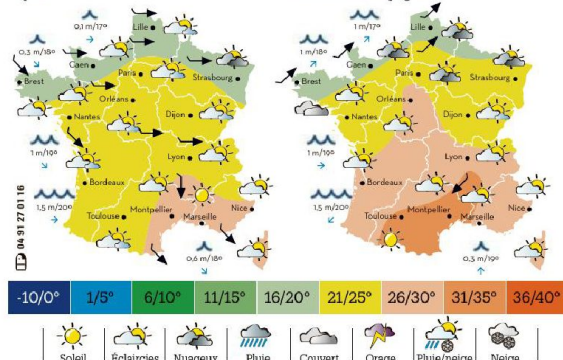 0,1 m/17°
Lille
0,3 m/18°
Caen
Brest
Paris
Strasbourg
Orléans
Nantes
Dijon
1 m/19°
Lyon
Bordeaux
1,5 m/20°
Toulouse
Montpellier
Marseille
Nice
0,6 m/18°
04 91 27 01 16
1 m/17°
Lille
1 m/18°
Caen
Brest
Paris
Strasbourg
Orléans
Nantes
Dijon
1 m/19°
Lyon
Bordeaux
1,5 m/20°
Toulouse
Montpellier
Marseille
Nice
0,3 m/19°
-10/0° 1/5° 6/10° 11/15° 16/20° 21/25° 26/30° 31/35° 36/40°
Soleil Éclaircies Nuageux Pluie Couvert Orage Pluie/neige Neige